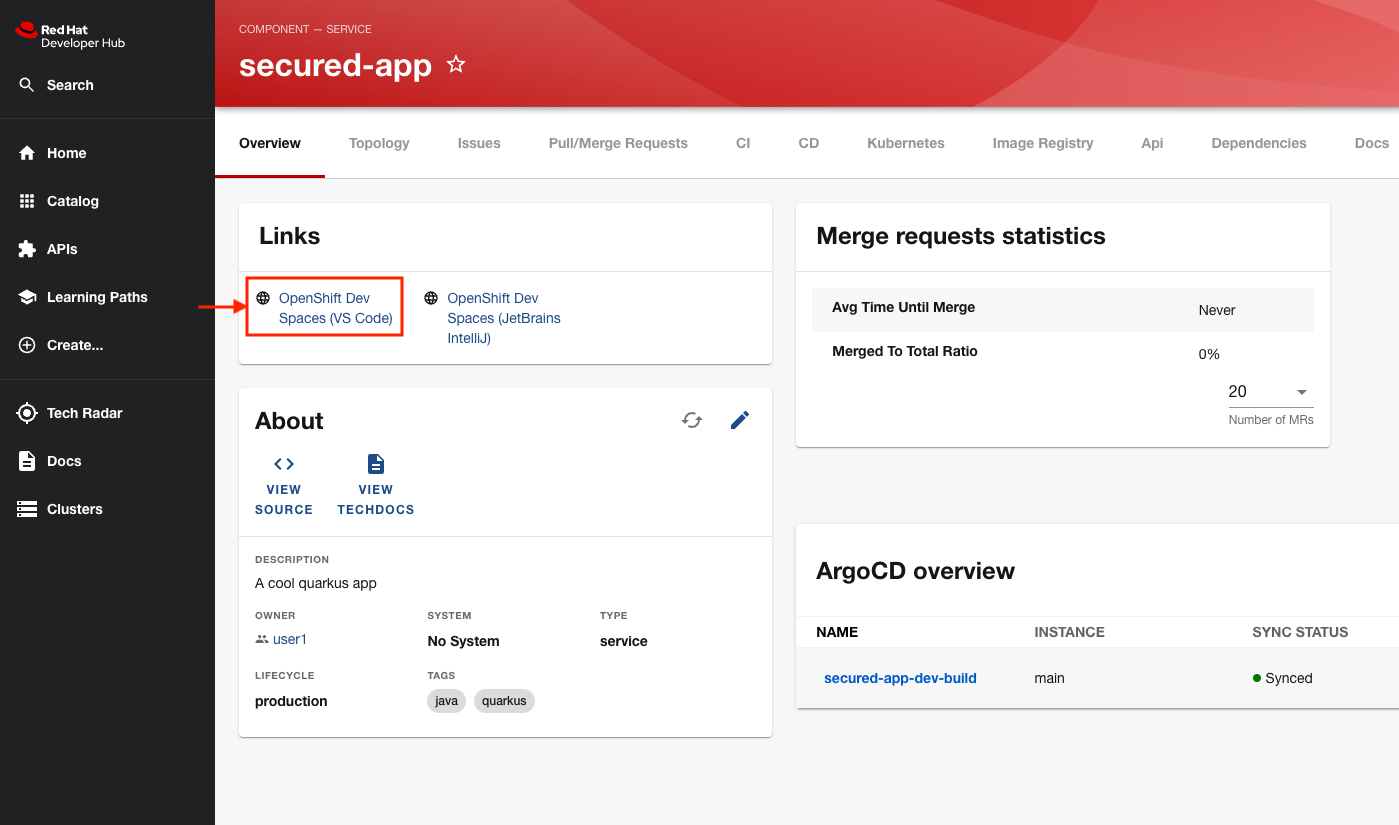 Red Hat
Developer Hub
Search
Home
Catalog
APIs
Learning Paths
Create...
Tech Radar
Docs
Clusters
COMPONENT — SERVICE
secured-app
Overview Topology Issues Pull/Merge Requests CI CD Kubernetes Image Registry Api Dependencies Docs
Links
OpenShift Dev
Spaces (VS Code)
OpenShift Dev
Spaces (JetBrains
IntelliJ)
About
VIEW
SOURCE
VIEW
TECHDOCS
DESCRIPTION
A cool quarkus app
OWNER
user1
SYSTEM
No System
TYPE
service
LIFECYCLE
production
TAGS
java quarkus
Merge requests statistics
Avg Time Until Merge Never
Merged To Total Ratio 0%
20
Number of MRs
ArgoCD overview
NAME INSTANCE SYNC STATUS
secured-app-dev-build main Synced